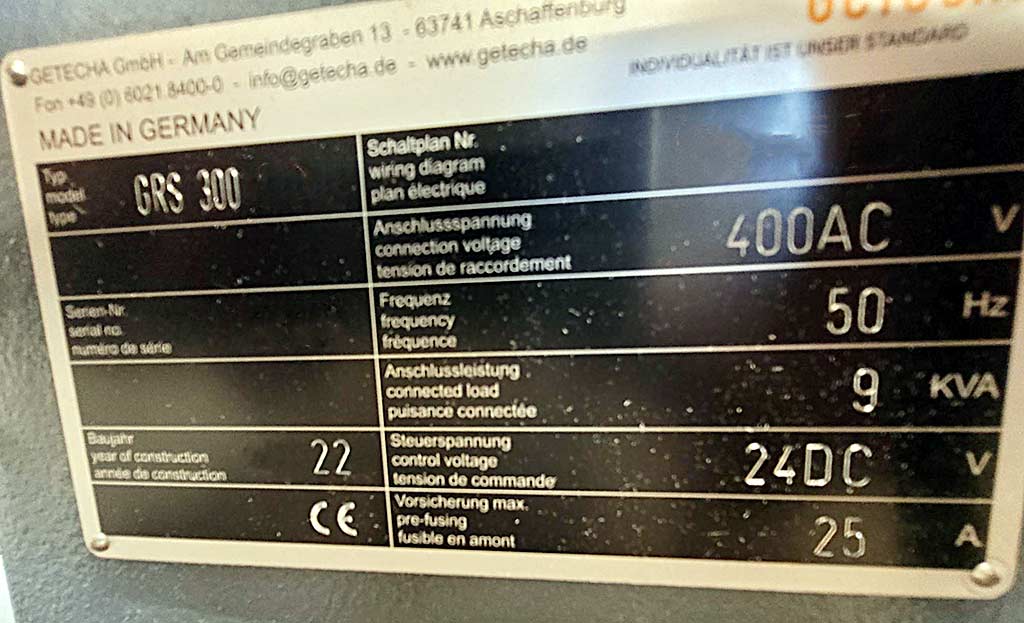 GETECHA GmbH - Am Gemeindegraben 13 - 63741 Aschaffenburg
Fon +49 (0) 6021 8400-0 - info@getecha.de - www.getecha.de
INDIVIDUALITÄT IST UNSER STANDARD
MADE IN GERMANY
Typ
model
type
GRS 300
Schaltplan Nr.
wiring diagram
plan électrique
Anschlussspannung
connection voltage
tension de raccordement
400AC V
Serien-Nr.
serial no.
numéro de série
Frequenz
frequency
fréquence
50 Hz
Anschlussleistung
connected load
puisance connectée
9 KVA
Baujahr
year of construction
année de construction
22
Steuerspannung
control voltage
tension de commande
24DC V
CE
Vorsicherung max.
pre-fusing
fusible en amont
25 A